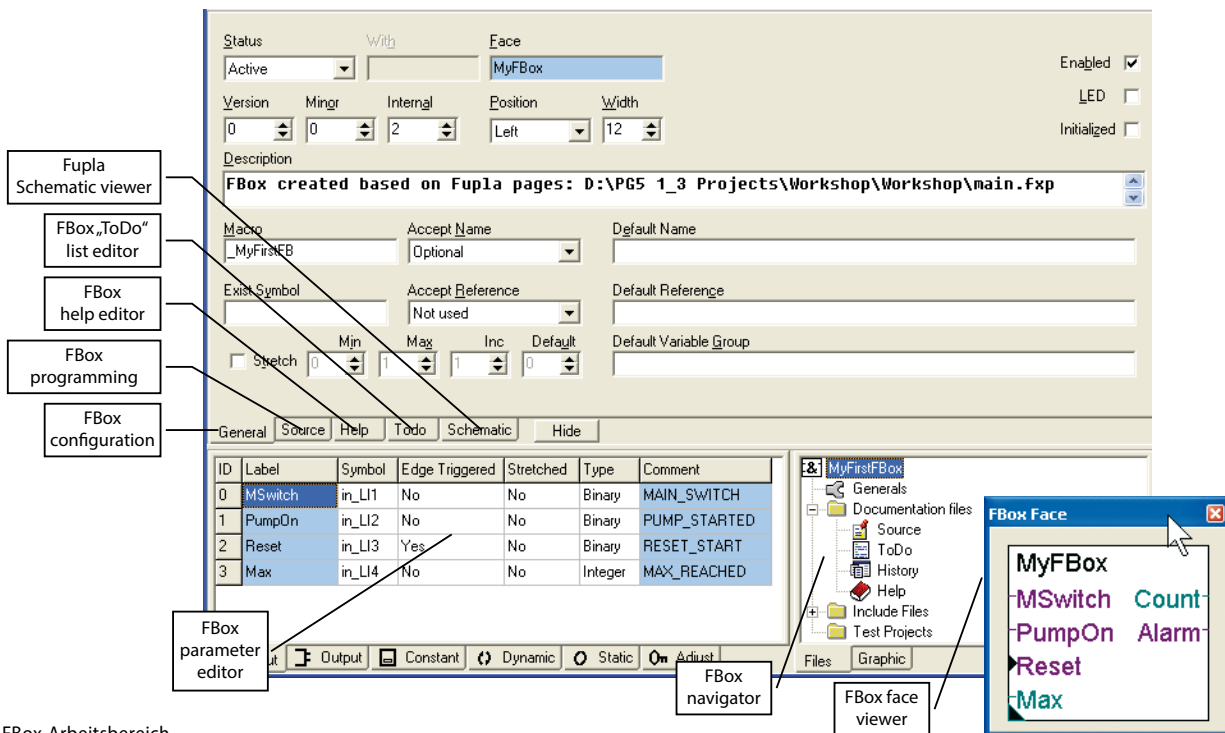 Status With Face
Active MyFBox Enabled
Version Minor Internal Position Width LED
0 0 2 Left 12 Initialized
Description
FBox created based on Fupla pages: D:\PG5 1_3 Projects\Workshop\Workshop\main.fxp
Macro Accept Name Default Name
_MyFirstFB Optional
Exist Symbol Accept Reference Default Reference
Not used
Min Max Inc Default Default Variable Group
Stretch 0 1 1 0
General Source Help Todo Schematic Hide
Fupla
Schematic viewer
FBox „ToDo“
list editor
FBox
help editor
FBox
programming
FBox
configuration
ID Label Symbol Edge Triggered Stretched Type Comment
0 MSwitch in_LI1 No No Binary MAIN_SWITCH
1 PumpOn in_LI2 No No Binary PUMP_STARTED
2 Reset in_LI3 Yes No Binary RESET_START
3 Max in_LI4 No No Integer MAX_REACHED
Output Constant Dynamic Static Adjust
FBox
parameter
editor
MyFirstFBox
Generals
Documentation files
Source
ToDo
History
Help
Include Files
Test Projects
Files Graphic
FBox
navigator
FBox face
viewer
FBox Face
MyFBox
MSwitch Count
PumpOn Alarm
Reset
Max
FBox-Arbeitsbereich